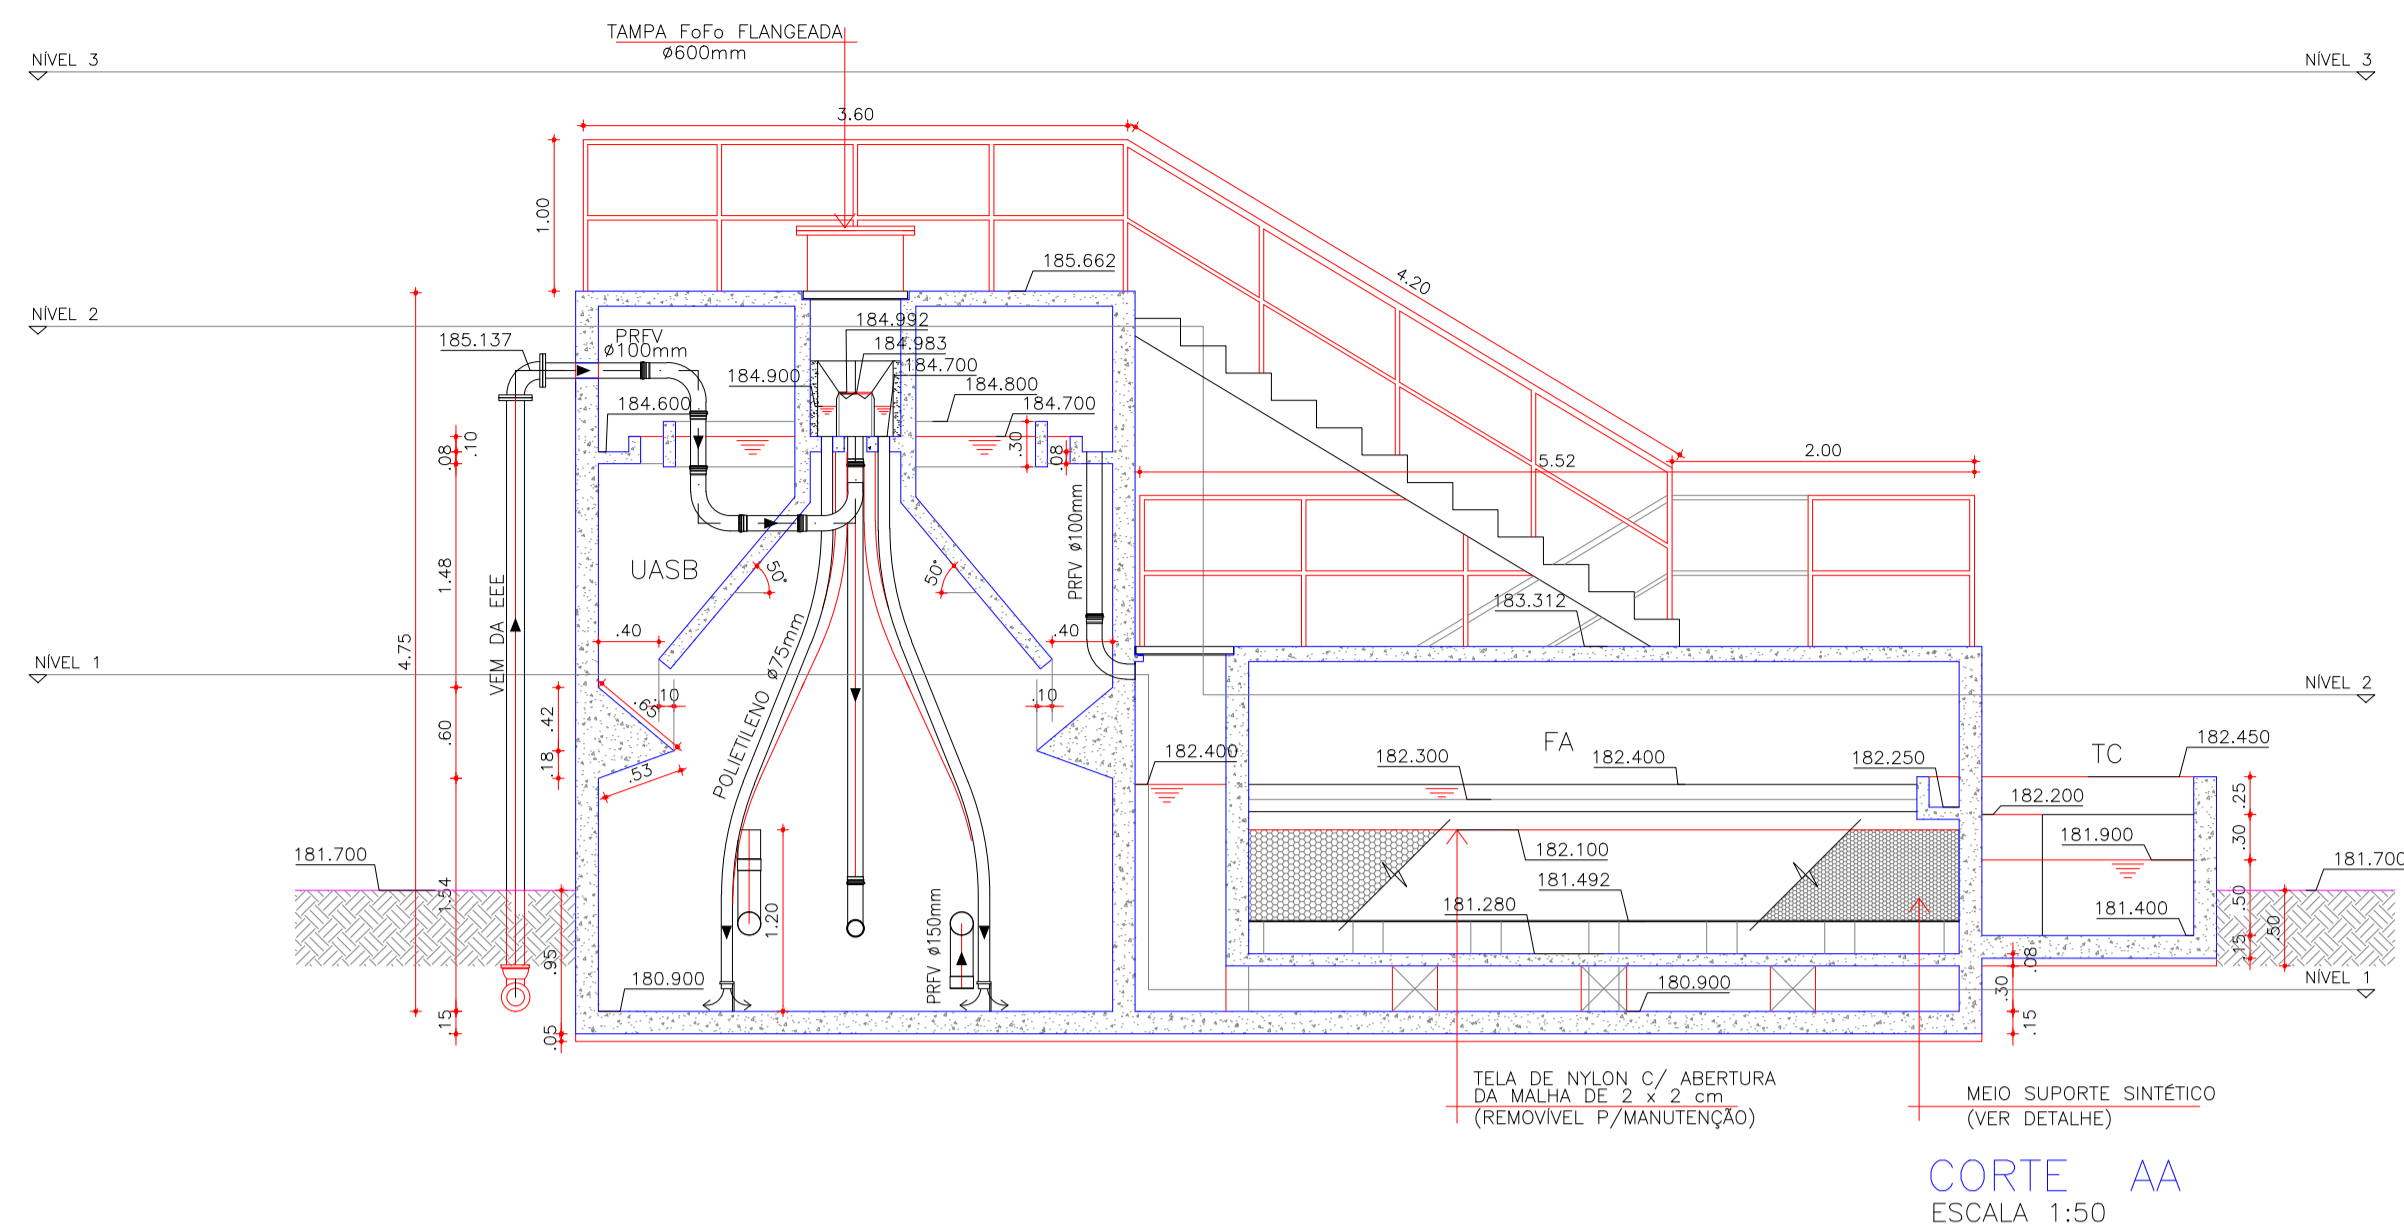 TAMPA FoFo FLANGEADA
ø600mm
NÍVEL 3
NÍVEL 3
3.60
1.00
4.20
185.662
NÍVEL 2
184.992
PRFV
ø100mm
185.137
184.983
184.700
184.900
184.800
184.600
184.700
.10
.08
.30
.08
5.52
2.00
PRFV ø100mm
UASB
50°
50°
1.48
VEM DA EEE
183.312
.40
.40
4.75
POLIETILENO ø75mm
NÍVEL 1
NÍVEL 2
.63
.10
.10
.42
.60
.18
.53
FA
TC
182.400
182.300
182.400
182.250
182.450
182.200
.25
.30
181.900
181.700
182.100
181.700
1.54
181.492
181.280
181.400
.50
.50
1.20
PRFV ø150mm
.95
.15
.08
180.900
180.900
NÍVEL 1
.30
.15
.15
.05
TELA DE NYLON C/ ABERTURA
DA MALHA DE 2 x 2 cm
(REMOVÍVEL P/MANUTENÇÃO)
MEIO SUPORTE SINTÉTICO
(VER DETALHE)
CORTE AA
ESCALA 1:50